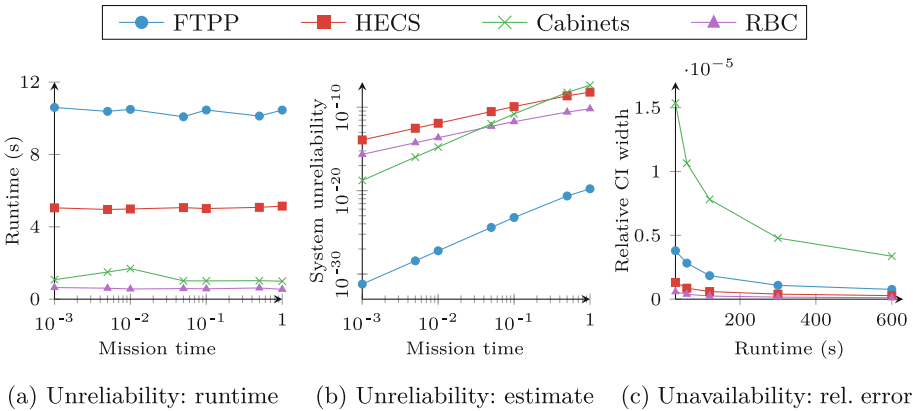 FTPP HECS Cabinets RBC
12
8
4
0
Runtime (s)
10⁻³ 10⁻² 10⁻¹ 1
Mission time
(a) Unreliability: runtime
10⁻¹⁰
10⁻²⁰
10⁻³⁰
System unreliability
10⁻³ 10⁻² 10⁻¹ 1
Mission time
(b) Unreliability: estimate
·10⁻⁵
1.5
1
0.5
0
Relative CI width
200 400 600
Runtime (s)
(c) Unavailability: rel. error